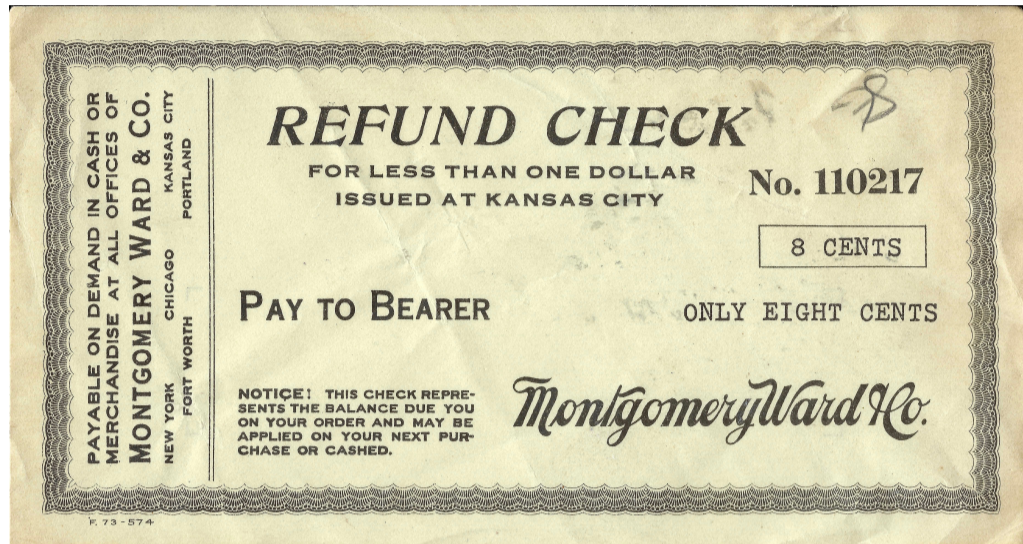 PAYABLE ON DEMAND IN CASH OR
MERCHANDISE AT ALL OFFICES OF
MONTGOMERY WARD & CO.
NEW YORK CHICAGO KANSAS CITY
FORT WORTH PORTLAND
REFUND CHECK
FOR LESS THAN ONE DOLLAR
ISSUED AT KANSAS CITY
No. 110217
8 CENTS
PAY TO BEARER
ONLY EIGHT CENTS
NOTICE! THIS CHECK REPRE-
SENTS THE BALANCE DUE YOU
ON YOUR ORDER AND MAY BE
APPLIED ON YOUR NEXT PUR-
CHASE OR CASHED.
Montgomery Ward & Co.
F. 73-574